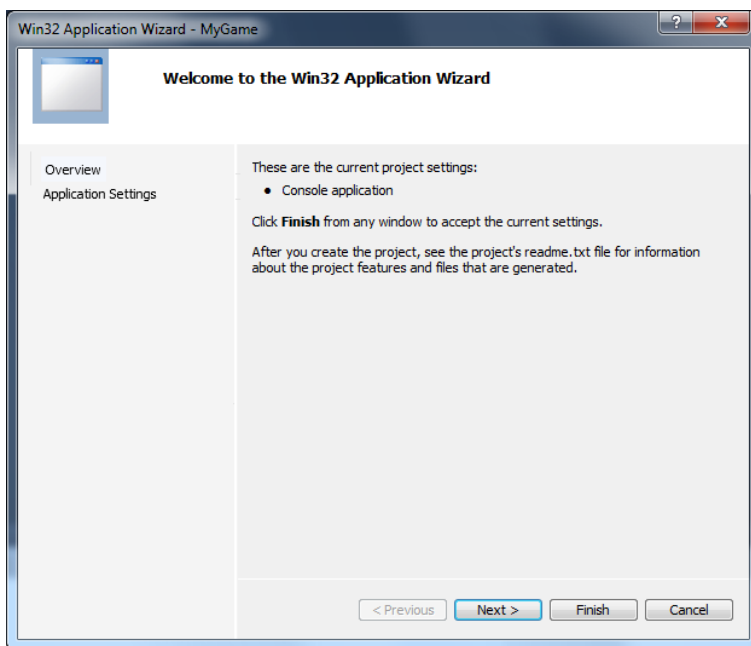 Win32 Application Wizard - MyGame
?
X
Welcome to the Win32 Application Wizard
Overview
Application Settings
These are the current project settings:
• Console application
Click Finish from any window to accept the current settings.
After you create the project, see the project's readme.txt file for information
about the project features and files that are generated.
< Previous
Next >
Finish
Cancel